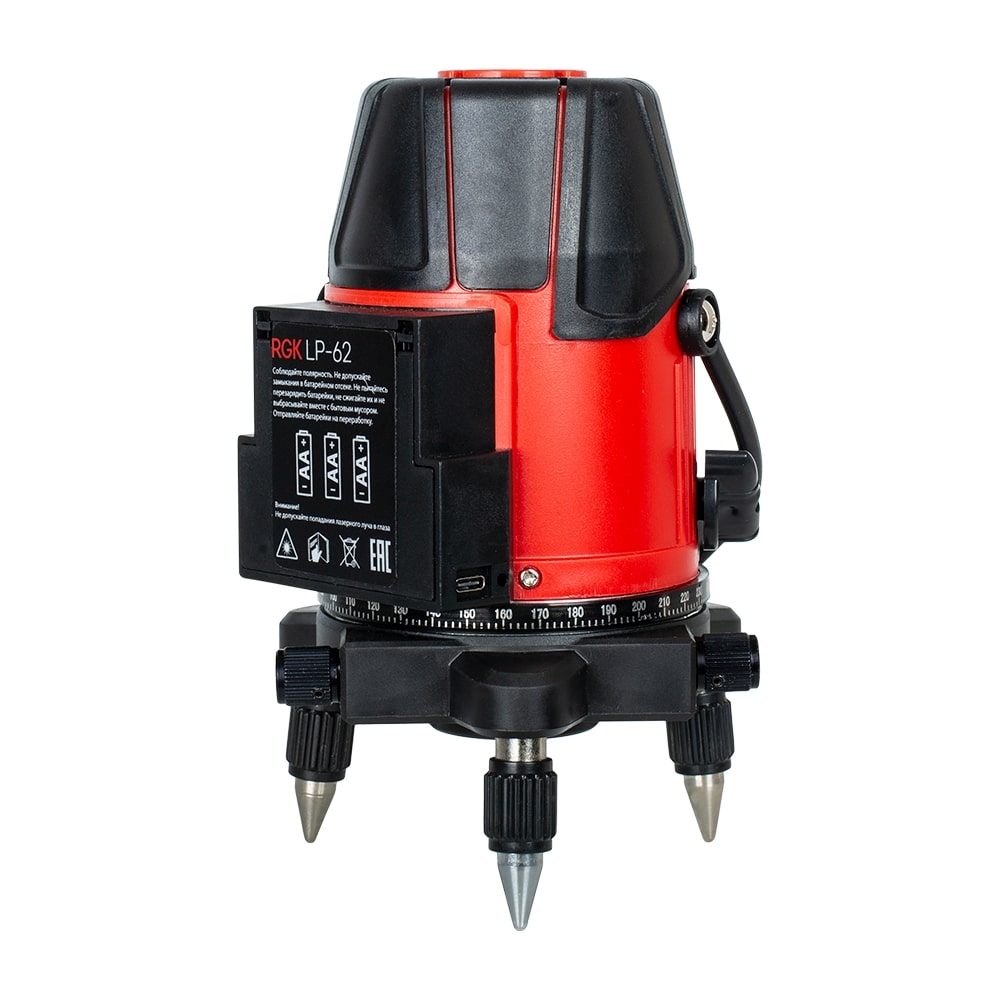 RGK LP-62
Соблюдайте полярность. Не допускайте
замыкания в батарейном отсеке. Не пытайтесь
перезарядить батарейки, не сжигайте их и не
выбрасывайте вместе с бытовым мусором.
Отправляйте батарейки на переработку.
- AA +
- AA +
- AA +
Внимание!
Не допускайте попадания лазерного луча в глаза
EAC
110 120 130 140 150 160 170 180 190 200 210 220